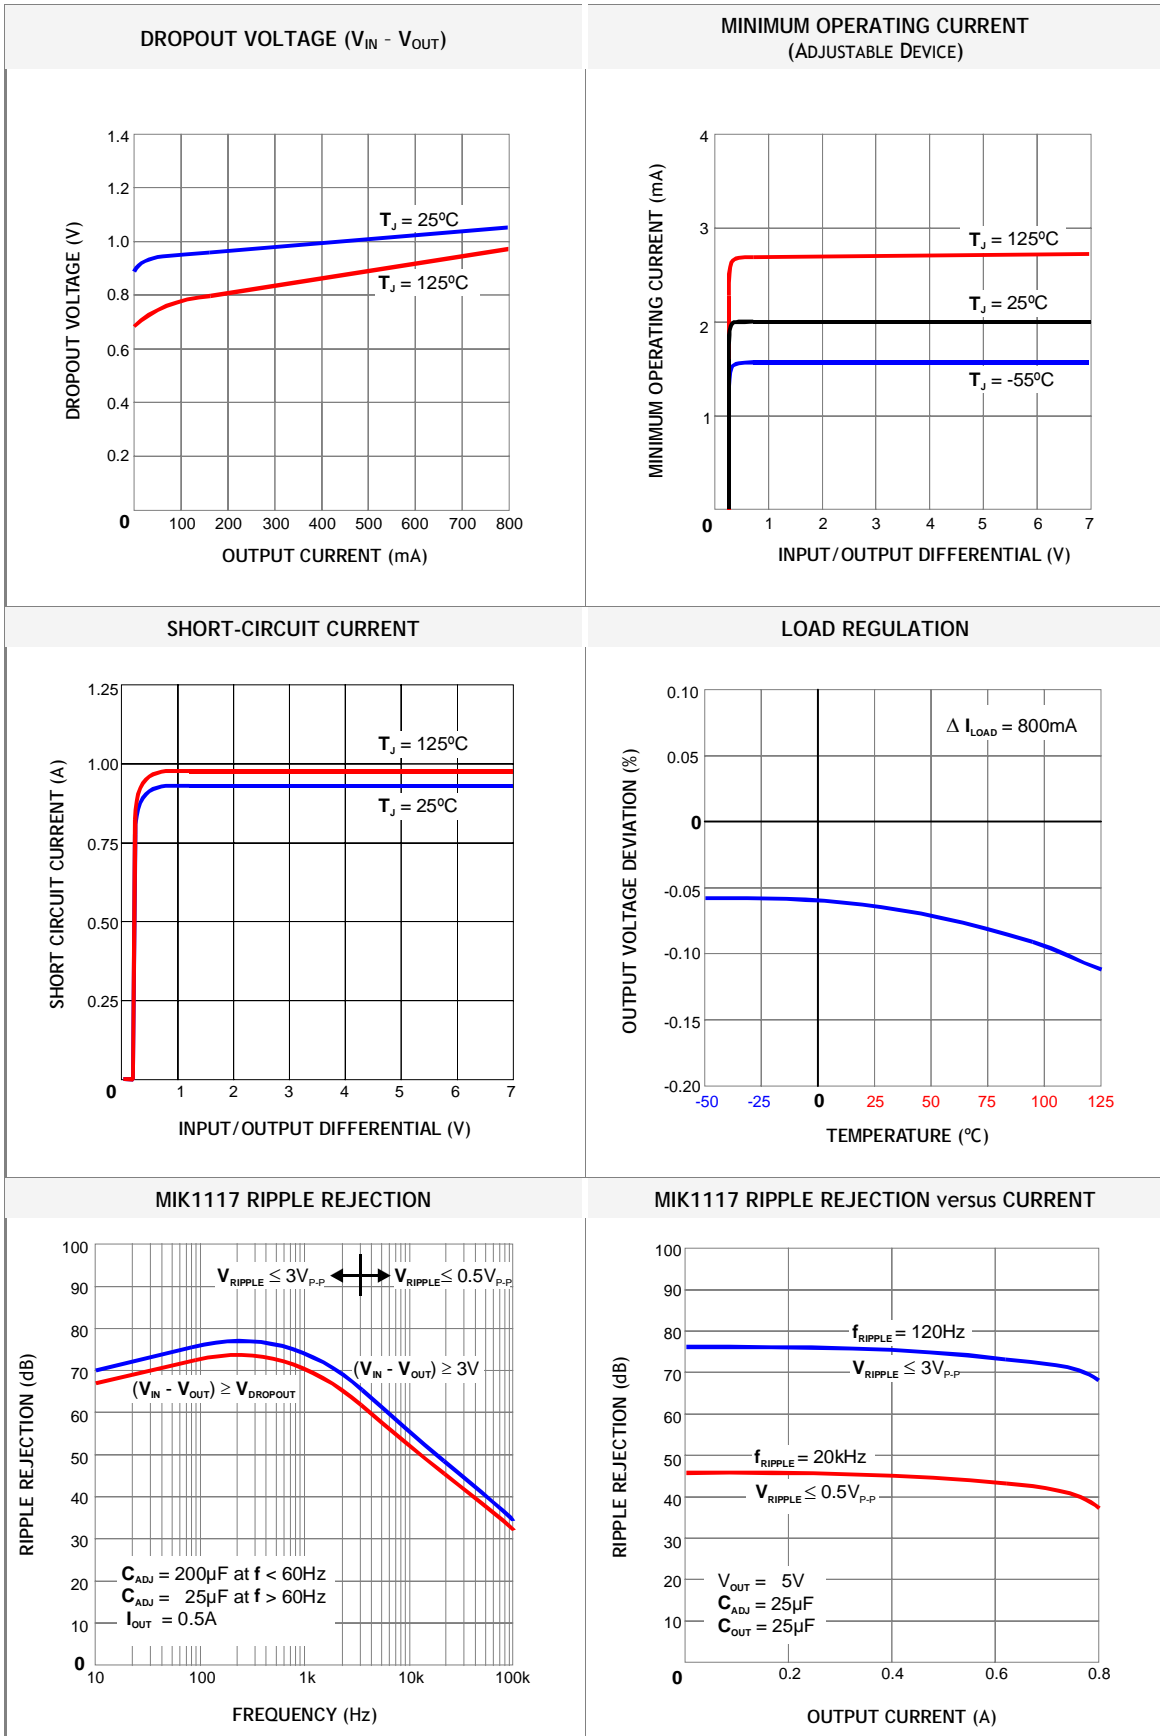 DROPOUT VOLTAGE (VIN - VOUT)
MINIMUM OPERATING CURRENT
(ADJUSTABLE DEVICE)
1.4
1.2
1.0
0.8
0.6
0.4
0.2
0
100 200 300 400 500 600 700 800
DROPOUT VOLTAGE (V)
OUTPUT CURRENT (mA)
TJ = 25ºC
TJ = 125ºC
4
3
2
1
0
1 2 3 4 5 6 7
MINIMUM OPERATING CURRENT (mA)
INPUT/OUTPUT DIFFERENTIAL (V)
TJ = 125ºC
TJ = 25ºC
TJ = -55ºC
SHORT-CIRCUIT CURRENT
LOAD REGULATION
1.25
1.00
0.75
0.50
0.25
0
1 2 3 4 5 6 7
SHORT CIRCUIT CURRENT (A)
INPUT/OUTPUT DIFFERENTIAL (V)
TJ = 125ºC
TJ = 25ºC
0.10
0.05
0
-0.05
-0.10
-0.15
-0.20
-50 -25 0 25 50 75 100 125
OUTPUT VOLTAGE DEVIATION (%)
TEMPERATURE (ºC)
Δ ILOAD = 800mA
MIK1117 RIPPLE REJECTION
MIK1117 RIPPLE REJECTION versus CURRENT
100
90
80
70
60
50
40
30
20
10
0
10 100 1k 10k 100k
RIPPLE REJECTION (dB)
FREQUENCY (Hz)
VRIPPLE ≤ 3VP-P
VRIPPLE ≤ 0.5VP-P
(VIN - VOUT) ≥ 3V
(VIN - VOUT) ≥ VDROPOUT
CADJ = 200µF at f < 60Hz
CADJ = 25µF at f > 60Hz
IOUT = 0.5A
100
90
80
70
60
50
40
30
20
10
0
0.2 0.4 0.6 0.8
RIPPLE REJECTION (dB)
OUTPUT CURRENT (A)
fRIPPLE = 120Hz
VRIPPLE ≤ 3VP-P
fRIPPLE = 20kHz
VRIPPLE ≤ 0.5VP-P
VOUT = 5V
CADJ = 25µF
COUT = 25µF